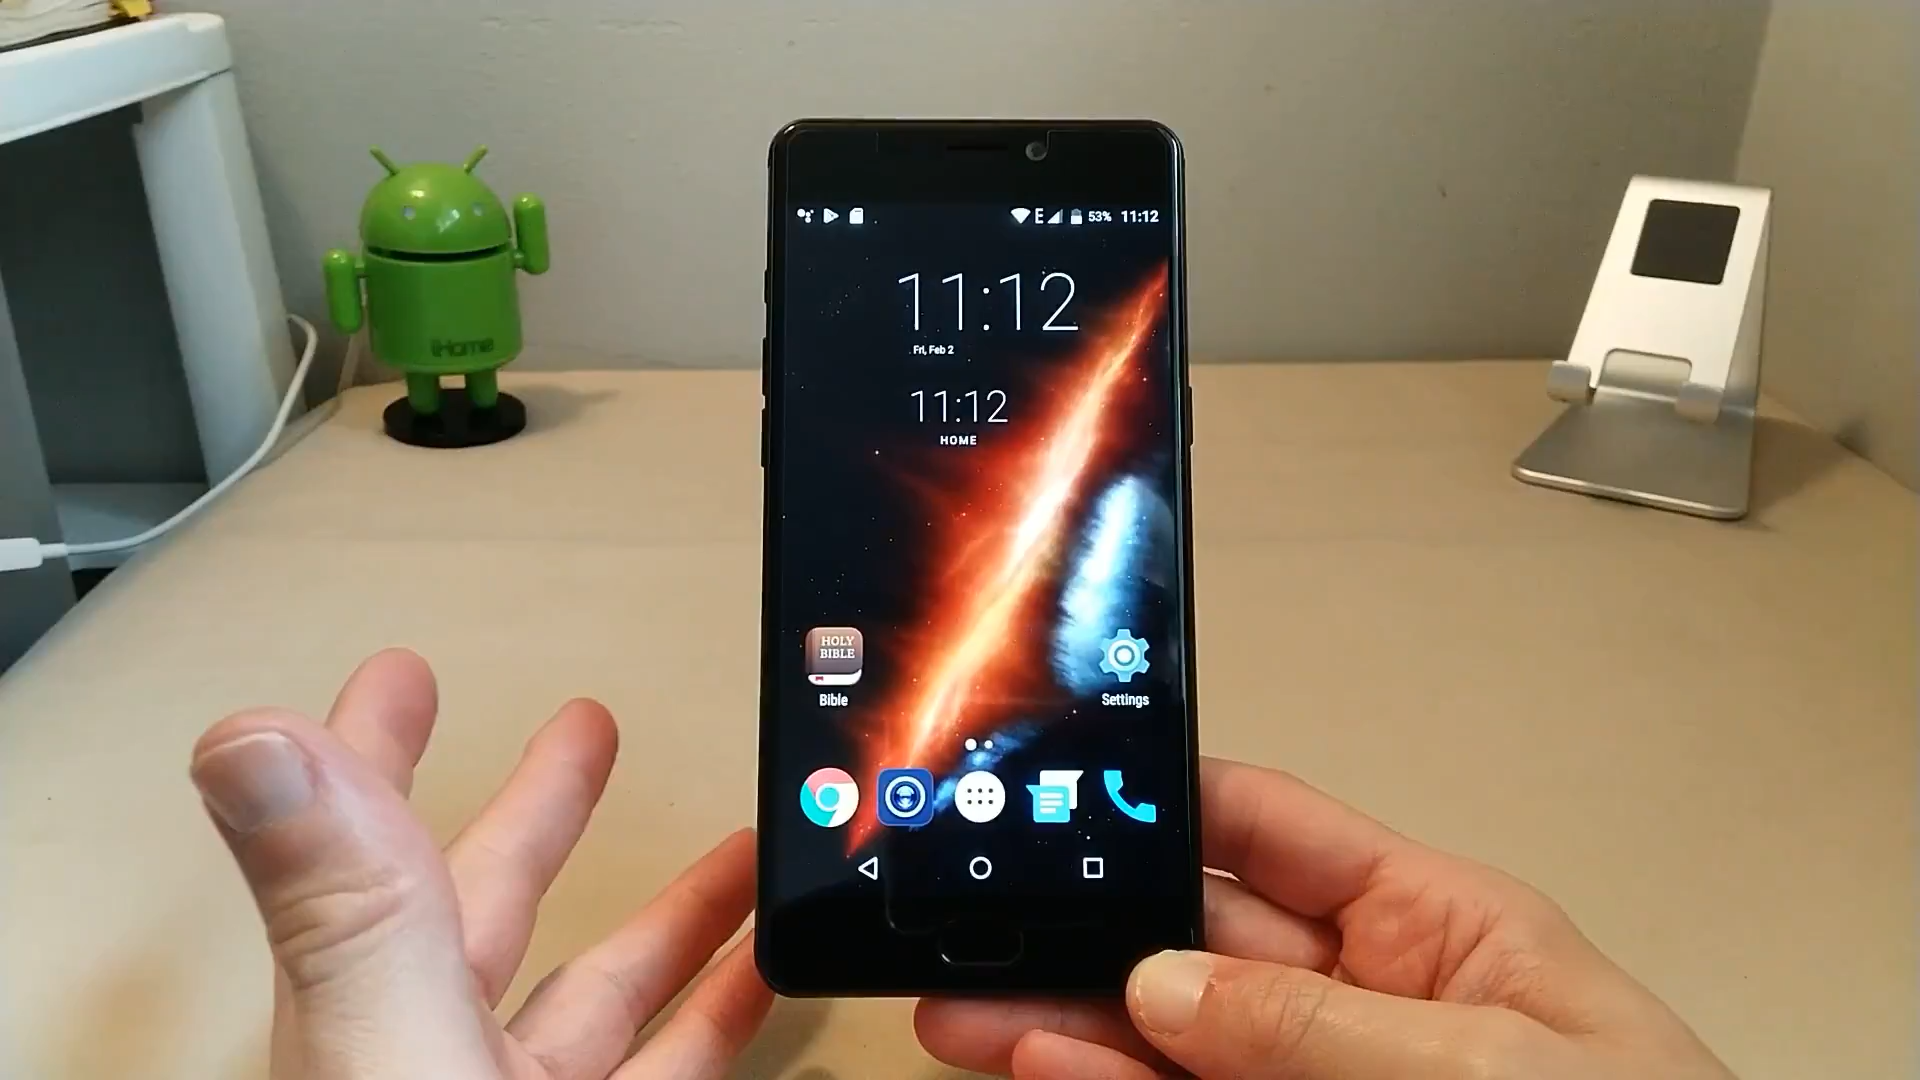 iHome
E 53% 11:12
11:12
Fri, Feb 2
11:12
HOME
HOLY
BIBLE
Bible
Settings